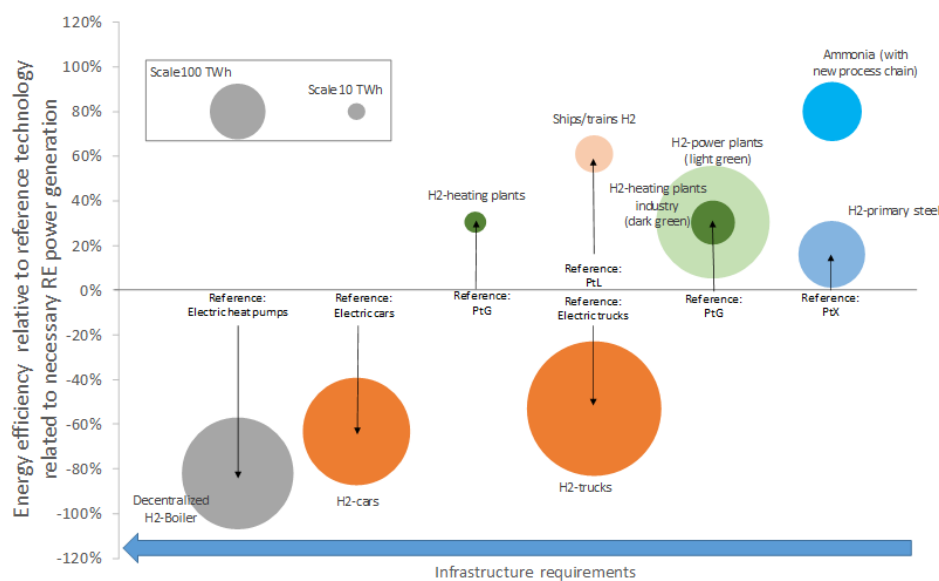 Energy efficiency relative to reference technology
related to necessary RE power generation
120%
100%
80%
60%
40%
20%
0%
-20%
-40%
-60%
-80%
-100%
-120%
Scale100 TWh
Scale 10 TWh
Ammonia (with
new process chain)
Ships/trains H2
H2-power plants
(light green)
H2-heating plants
H2-heating plants
industry
(dark green)
H2-primary steel
Reference:
PtL
Reference:
Electric heat pumps
Reference:
Electric cars
Reference:
PtG
Reference:
Electric trucks
Reference:
PtG
Reference:
PtX
Decentralized
H2-Boiler
H2-cars
H2-trucks
Infrastructure requirements